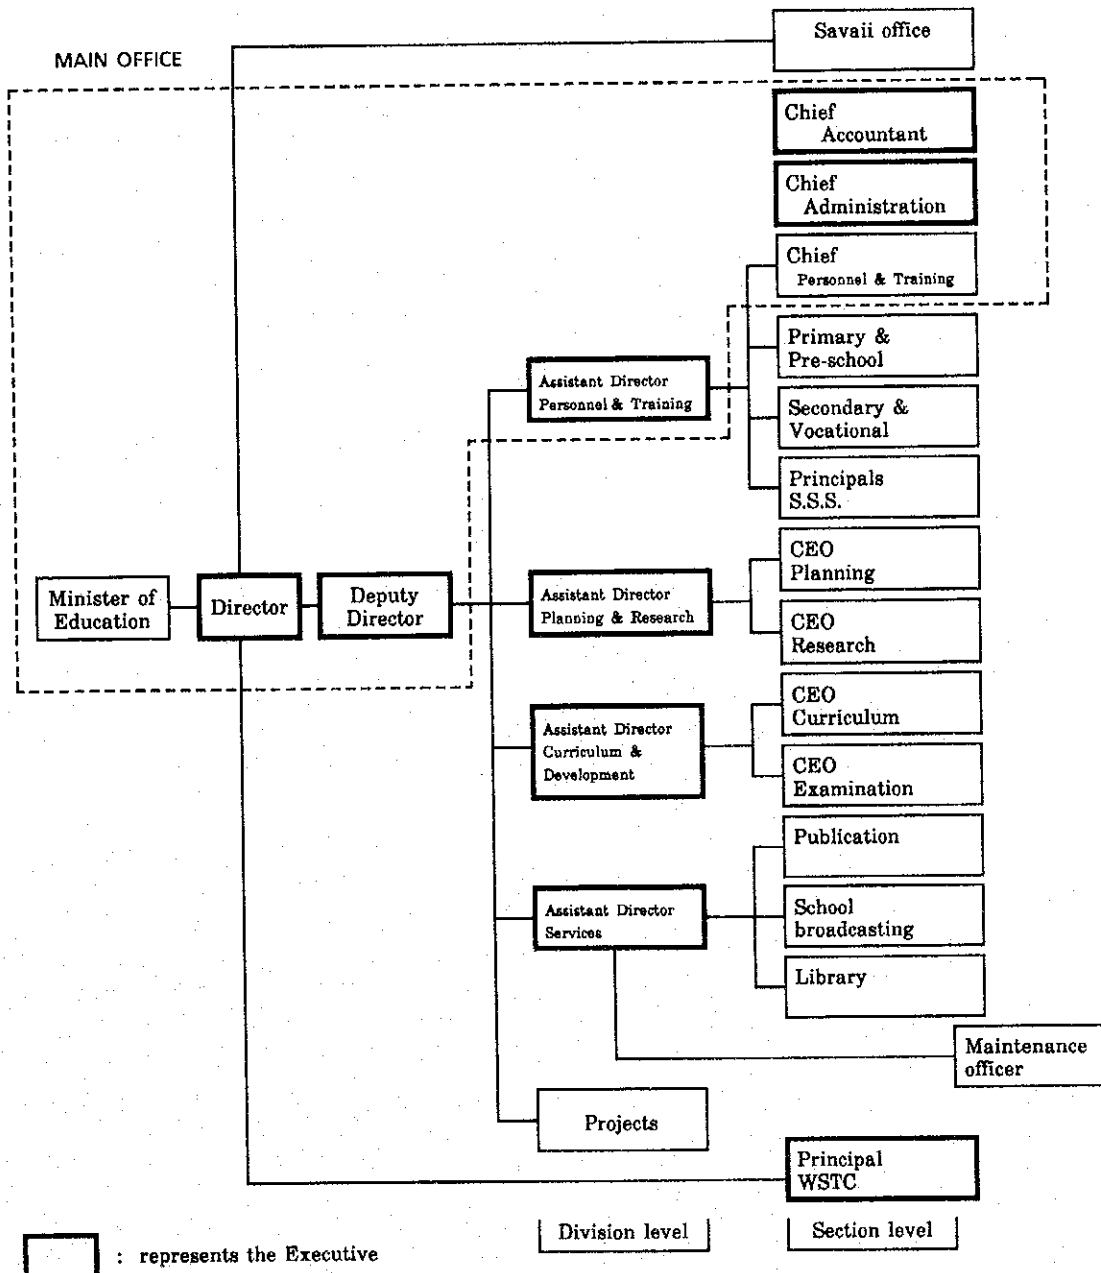 Savaii office
MAIN OFFICE
Chief
Accountant
Chief
Administration
Chief
Personnel & Training
Primary &
Pre-school
Assistant Director
Personnel & Training
Secondary &
Vocational
Principals
S.S.S.
CEO
Planning
Minister of
Education
Director
Deputy
Director
Assistant Director
Planning & Research
CEO
Research
CEO
Curriculum
Assistant Director
Curriculum &
Development
CEO
Examination
Publication
Assistant Director
Services
School
broadcasting
Library
Maintenance
officer
Projects
Principal
WSTC
Division level
Section level
: represents the Executive